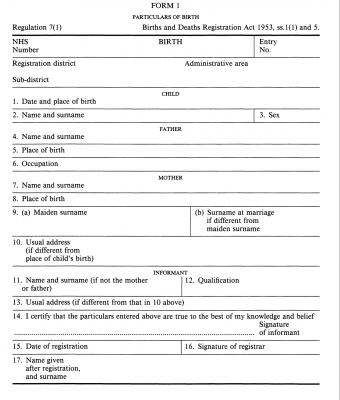 FORM 1
PARTICULARS OF BIRTH
Regulation 7(1) Births and Deaths Registration Act 1953, ss.1(1) and 5.
NHS Number BIRTH Entry No.
Registration district Administrative area
Sub-district
CHILD
1. Date and place of birth
2. Name and surname 3. Sex
FATHER
4. Name and surname
5. Place of birth
6. Occupation
MOTHER
7. Name and surname
8. Place of birth
9. (a) Maiden surname (b) Surname at marriage
if different from
maiden surname
10. Usual address
(if different from
place of child's birth)
INFORMANT
11. Name and surname (if not the mother
or father) 12. Qualification
13. Usual address (if different from that in 10 above)
14. I certify that the particulars entered above are true to the best of my knowledge and belief
Signature
of informant
15. Date of registration 16. Signature of registrar
17. Name given
after registration,
and surname